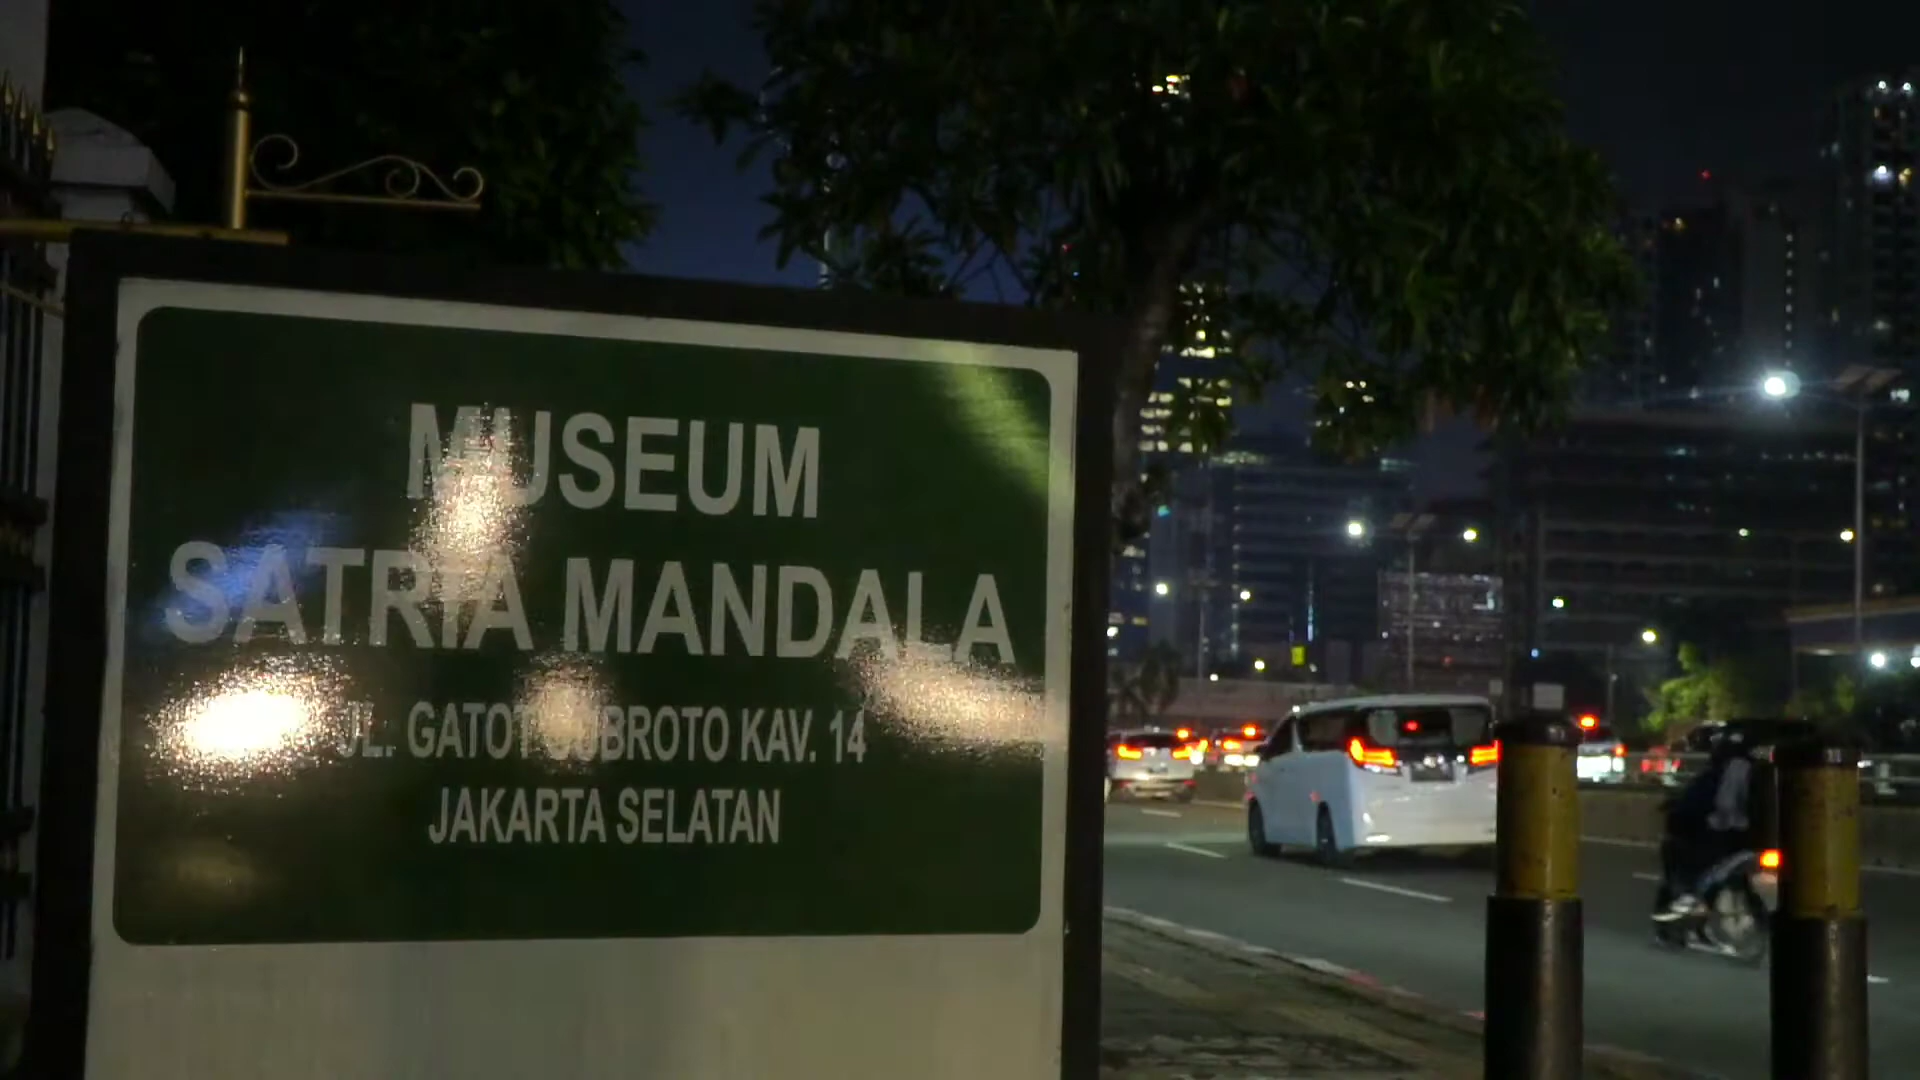 MUSEUM
SATRIA MANDALA
JL. GATOT SUBROTO KAV. 14
JAKARTA SELATAN